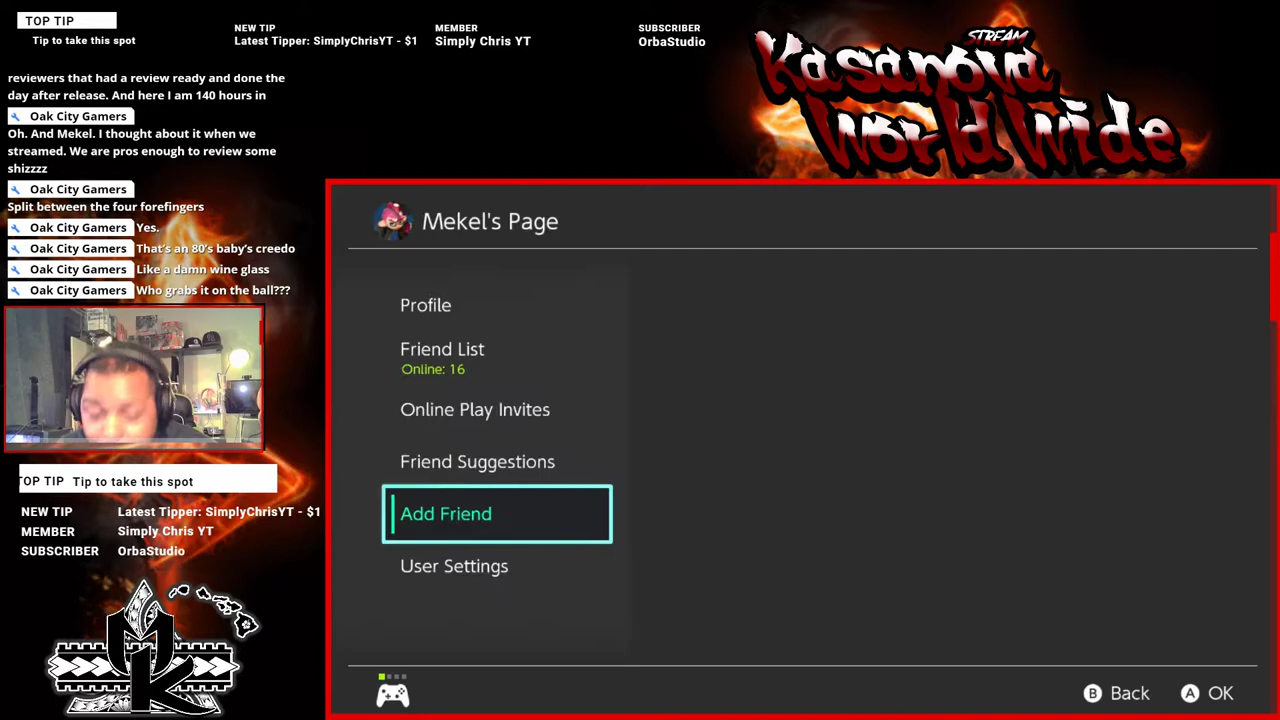 TOP TIP
Tip to take this spot
NEW TIP
Latest Tipper: SimplyChrisYT - $1
MEMBER
Simply Chris YT
SUBSCRIBER
OrbaStudio
STREAM
Kasanova
World Wide
reviewers that had a review ready and done the
day after release. And here I am 140 hours in
Oak City Gamers
Oh. And Mekel. I thought about it when we
streamed. We are pros enough to review some
shizzzz
Oak City Gamers
Split between the four forefingers
Oak City Gamers Yes.
Oak City Gamers That's an 80's baby's creedo
Oak City Gamers Like a damn wine glass
Oak City Gamers Who grabs it on the ball???
TOP TIP Tip to take this spot
NEW TIP Latest Tipper: SimplyChrisYT - $1
MEMBER Simply Chris YT
SUBSCRIBER OrbaStudio
MK
Mekel's Page
Profile
Friend List
Online: 16
Online Play Invites
Friend Suggestions
Add Friend
User Settings
B Back A OK